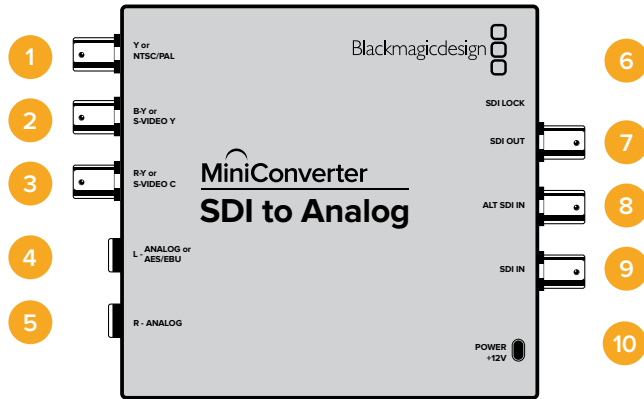 1
Y or
NTSC/PAL
2
B-Y or
S-VIDEO Y
3
R-Y or
S-VIDEO C
4
L - ANALOG or
AES/EBU
5
R - ANALOG
Blackmagicdesign
MiniConverter
SDI to Analog
6
SDI LOCK
7
SDI OUT
8
ALT SDI IN
9
SDI IN
10
POWER
+12V